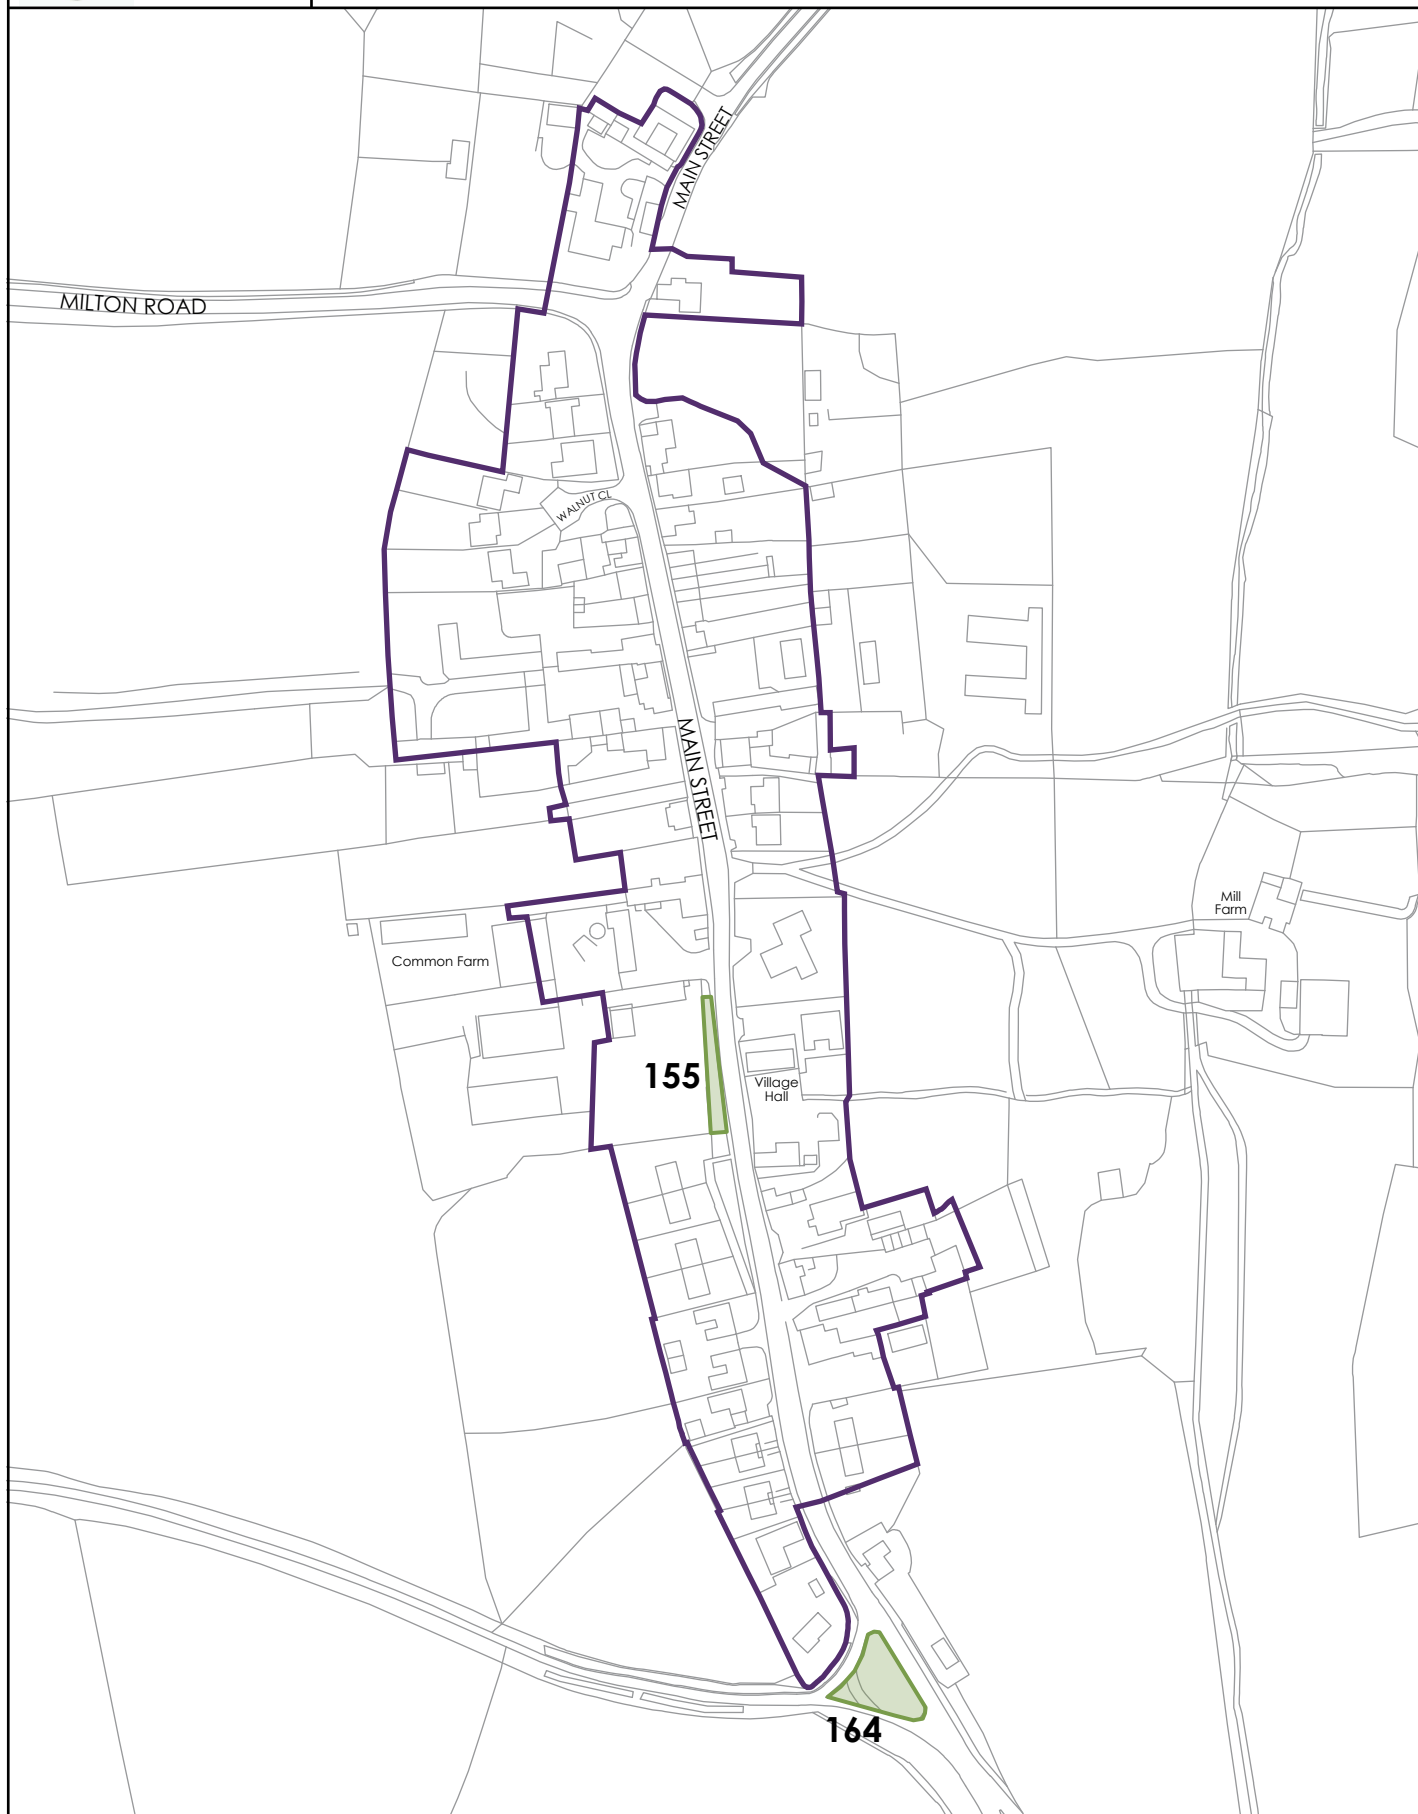 MAIN STREET
MILTON ROAD
WALNUT CL
MAIN STREET
Mill
Farm
Common Farm
155
Village
Hall
164